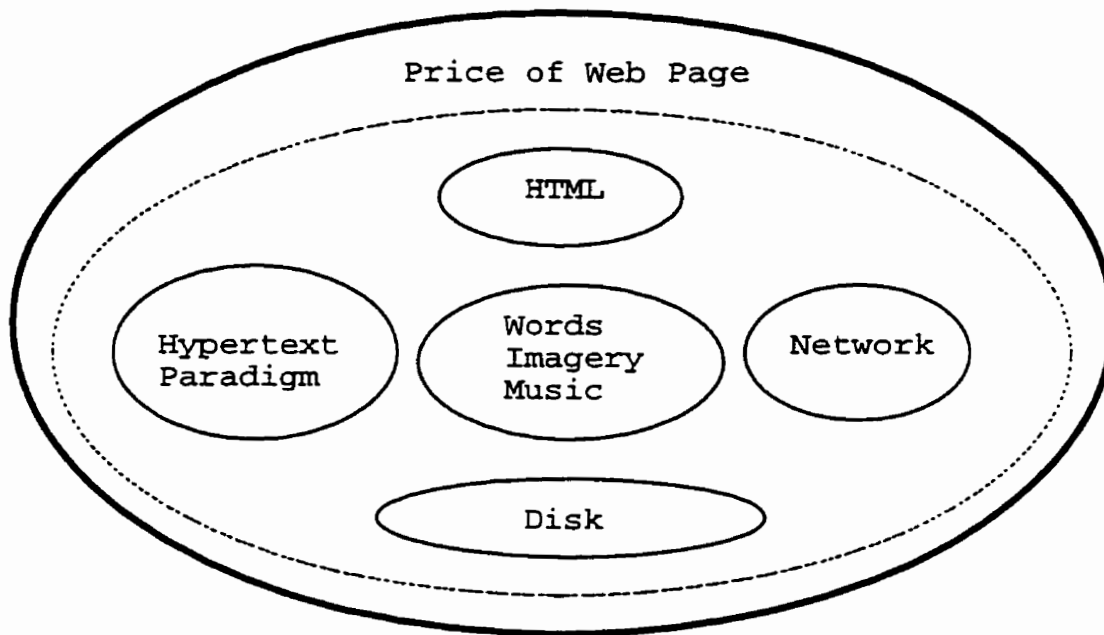 Price of Web Page
HTML
Hypertext
Paradigm
Words
Imagery
Music
Network
Disk